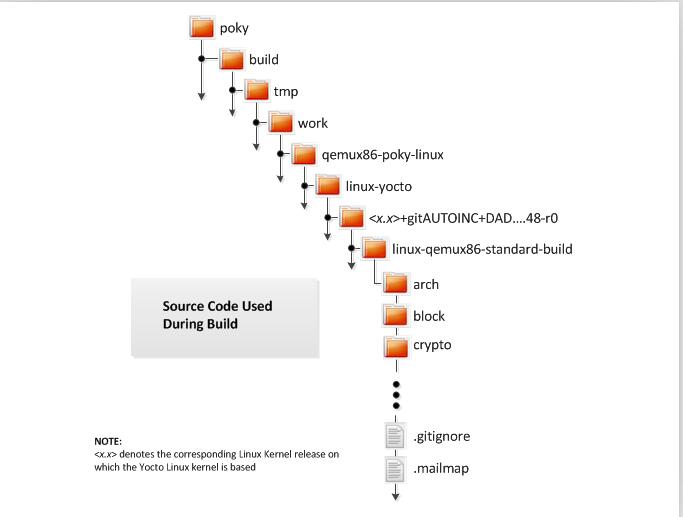 poky
build
tmp
work
qemux86-poky-linux
linux-yocto
<x.x>+gitAUTOINC+DAD....48-r0
linux-qemux86-standard-build
arch
block
crypto
Source Code Used
During Build
.gitignore
.mailmap
NOTE:
<x.x> denotes the corresponding Linux Kernel release on
which the Yocto Linux kernel is based